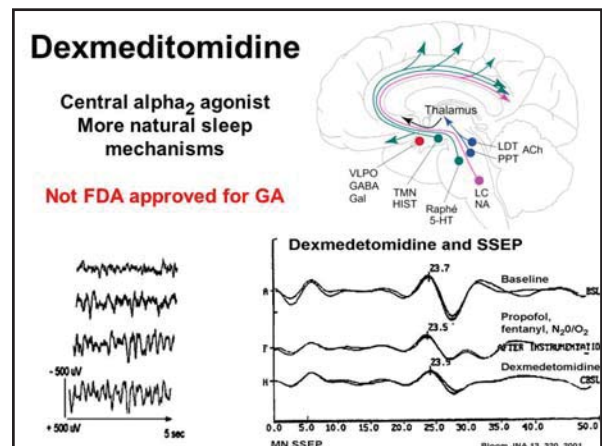 Dexmeditomidine
Central alpha2 agonist
More natural sleep
mechanisms
Not FDA approved for GA
Thalamus
LDT
PPT
ACh
VLPO
GABA
Gal
TMN
HIST
Raphé
5-HT
LC
NA
- 500 uV
+ 500 uV
5 sec
Dexmedetomidine and SSEP
23.7
Baseline
A
BSL
Propofol,
fentanyl, N20/O2
23.5
AFTER INSTRUMENTATIO
Dexmedetomidine
H
CBSL
0.0 5.0 10.0 15.0 20.0 25.0 30.0 35.0 40.0 50.0
MN SSEP
2001